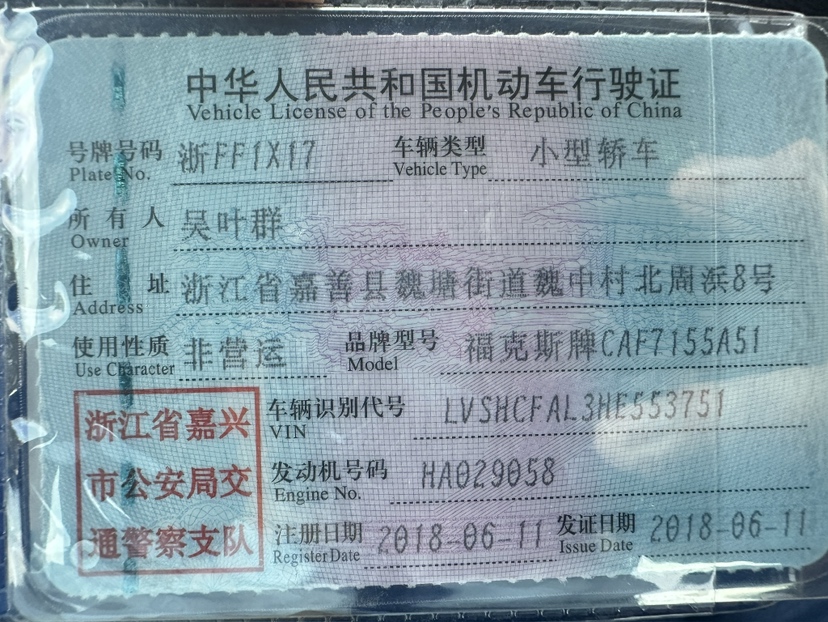 中华人民共和国机动车行驶证
Vehicle License of the People's Republic of China
号牌号码 浙FF1X17 车辆类型 小型轿车
Plate No. Vehicle Type
所有人 吴叶群
Owner
住址 浙江省嘉善县魏塘街道魏中村北周浜8号
Address
使用性质 非营运 品牌型号 福克斯牌CAF7155A51
Use Character Model
浙江省嘉兴 车辆识别代号 LVSHCFAL3HE553751
VIN
市公安局交 发动机号码 HA029058
Engine No.
通警察支队 注册日期 2018-06-11 发证日期 2018-06-11
Register Date Issue Date